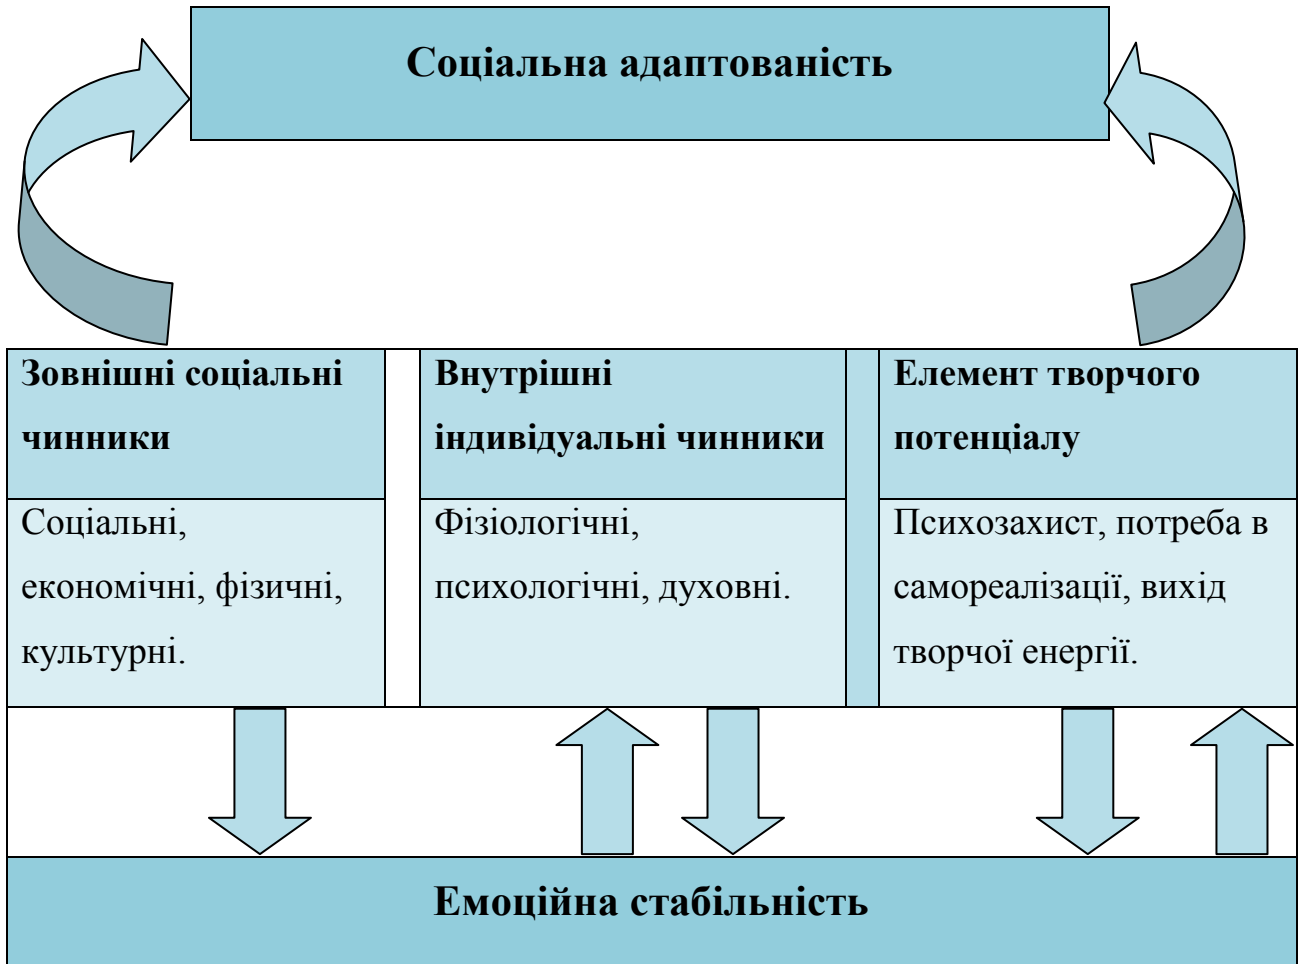 Соціальна адаптованість
Зовнішні соціальні
чинники
Внутрішні
індивідуальні чинники
Елемент творчого
потенціалу
Соціальні,
економічні, фізичні,
культурні.
Фізіологічні,
психологічні, духовні.
Психозахист, потреба в
самореалізації, вихід
творчої енергії.
Емоційна стабільність